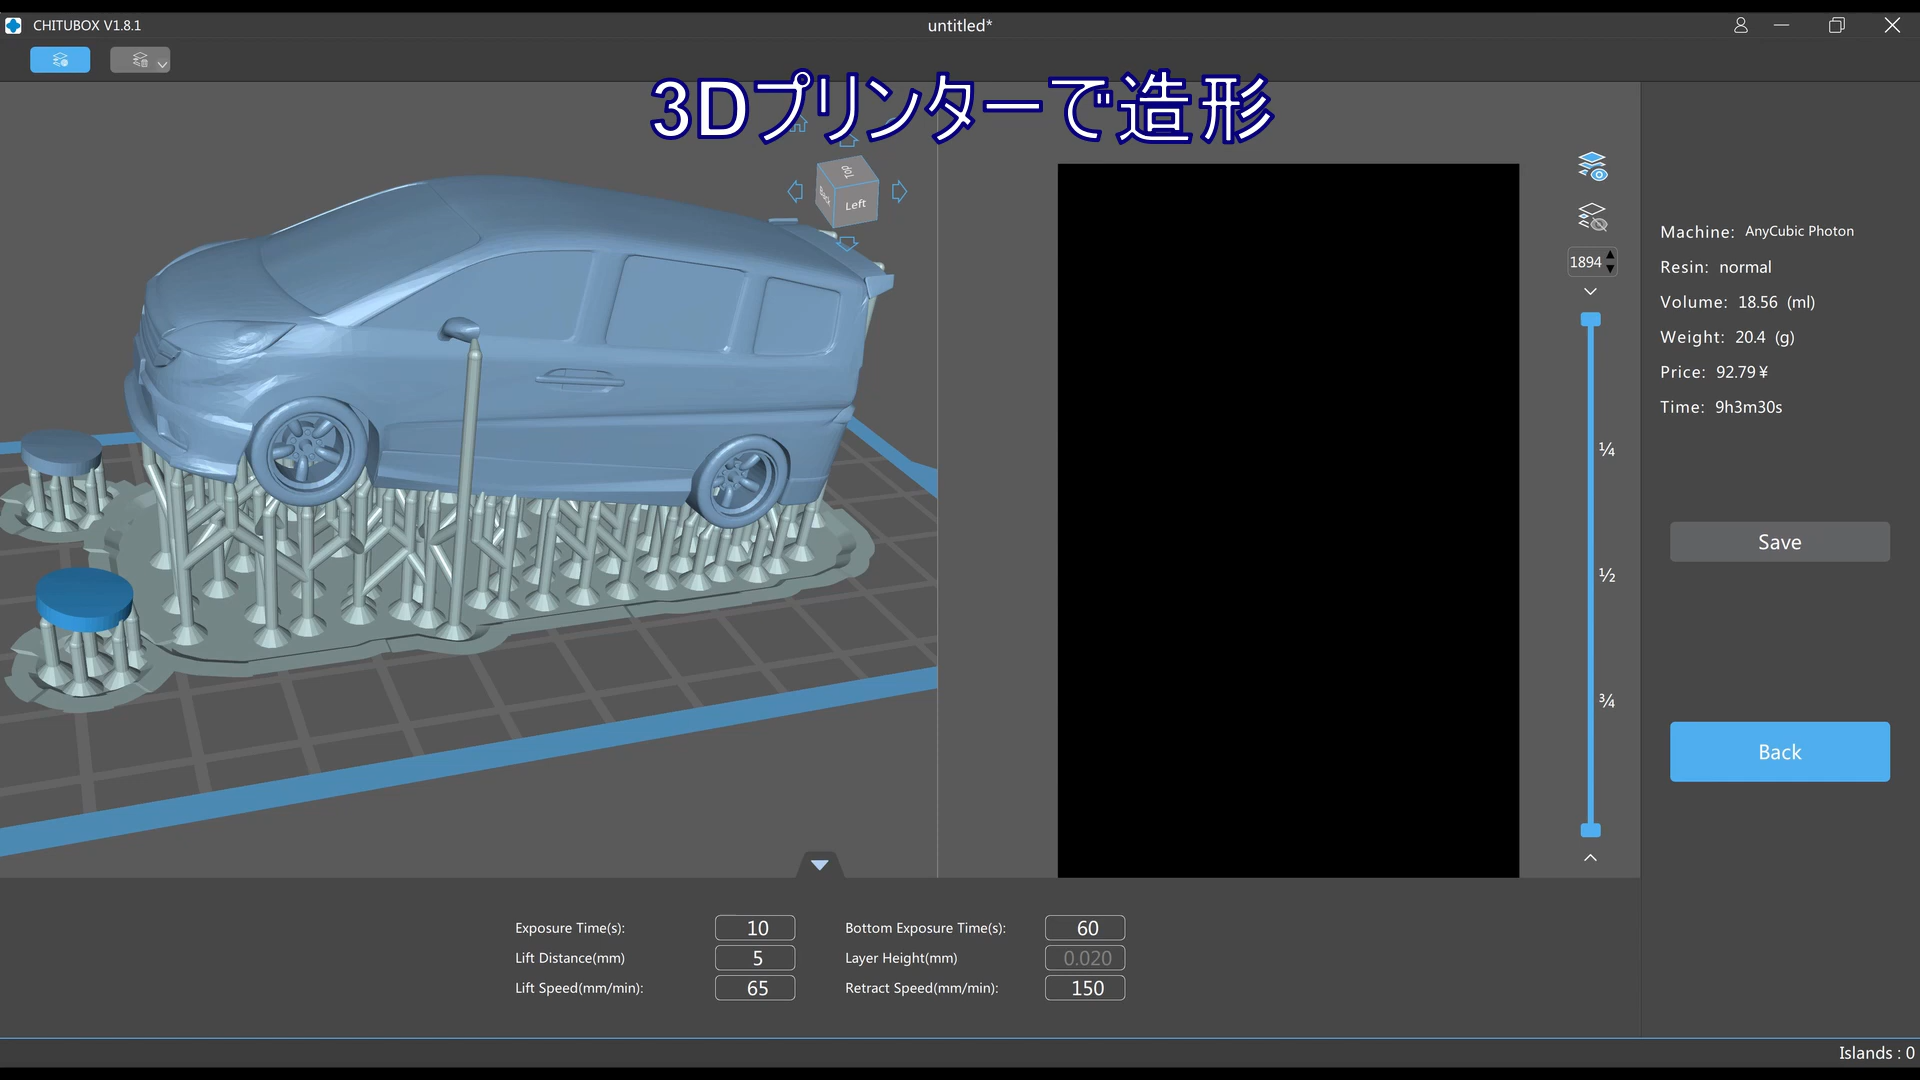 CHITUBOX V1.8.1
untitled*
3Dプリンターで造形
Top
Left
1894
¼
½
¾
Machine: AnyCubic Photon
Resin: normal
Volume: 18.56 (ml)
Weight: 20.4 (g)
Price: 92.79¥
Time: 9h3m30s
Save
Back
Exposure Time(s): 10 Bottom Exposure Time(s): 60
Lift Distance(mm) 5 Layer Height(mm) 0.020
Lift Speed(mm/min): 65 Retract Speed(mm/min): 150
Islands : 0